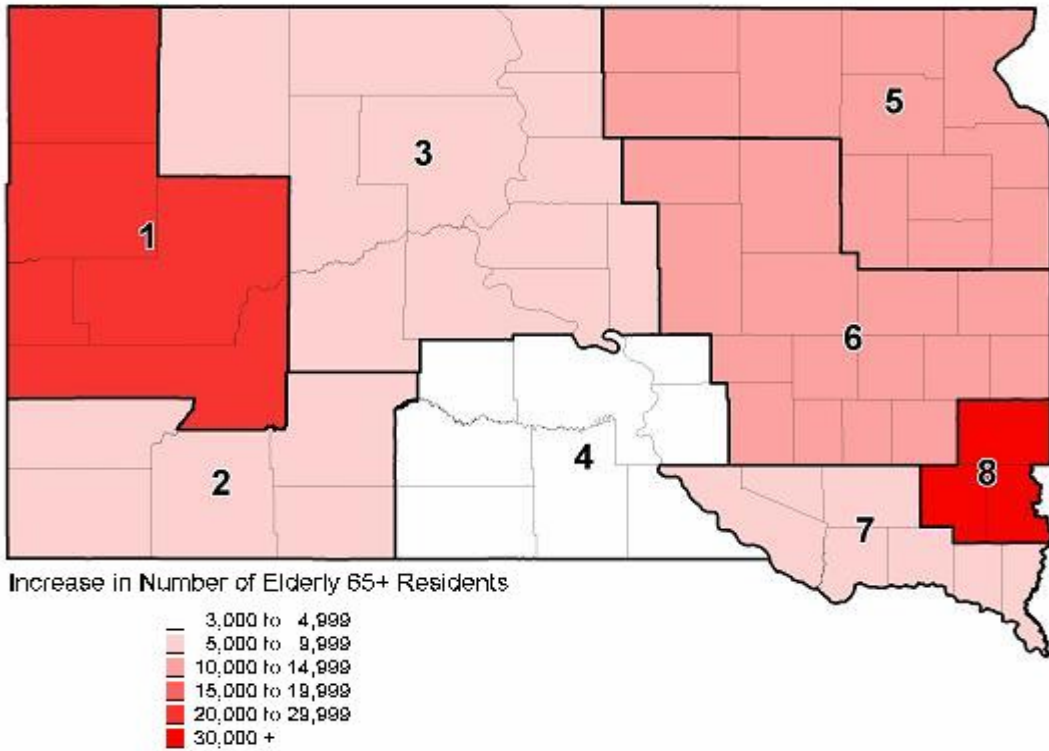 5
3
1
6
4
8
2
7
Increase in Number of Elderly 65+ Residents
3,000 to 4,999
5,000 to 9,999
10,000 to 14,999
15,000 to 19,999
20,000 to 29,999
30,000 +